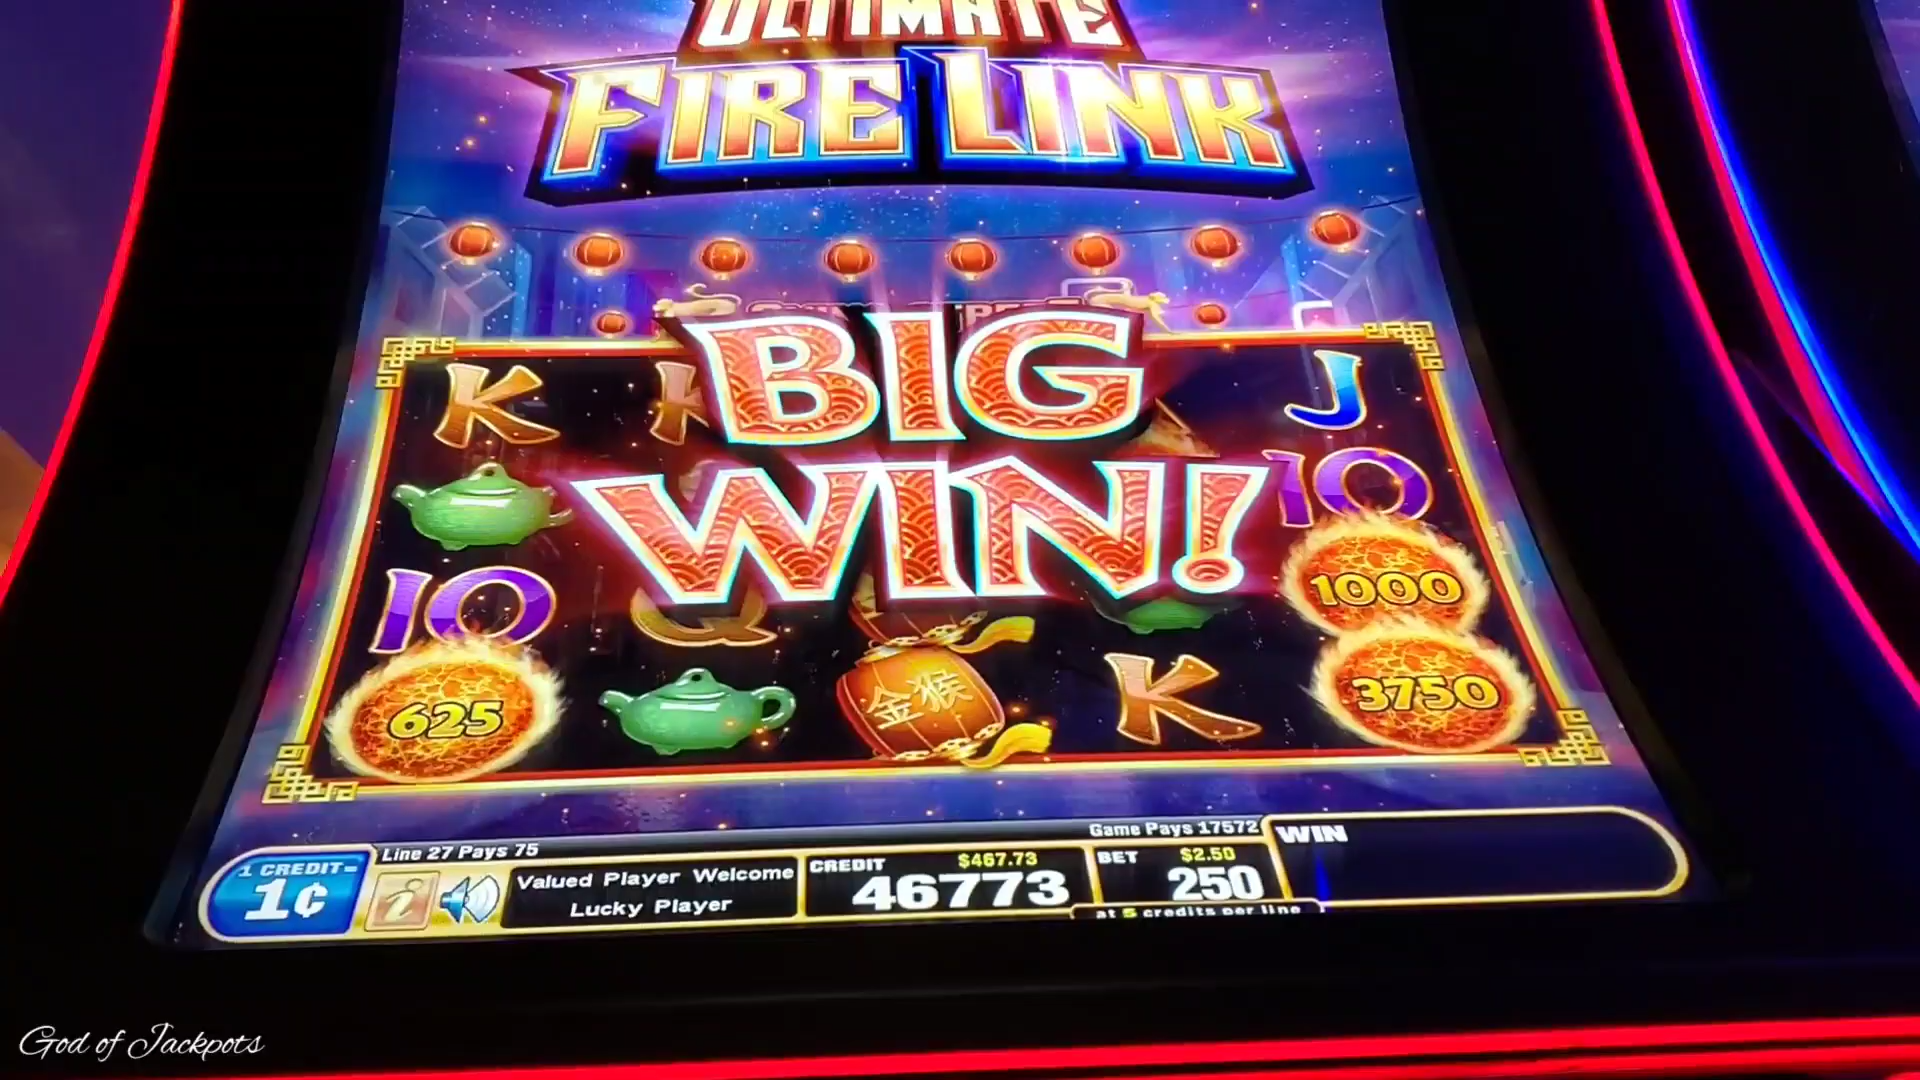 ULTIMATE
FIRE LINK
BIG
WIN!
K
K
J
10
10
Q
1000
625
金猴
K
3750
Game Pays 17572
Line 27 Pays 75
WIN
1 CREDIT=
1¢
Valued Player Welcome
Lucky Player
CREDIT
$467.73
46773
BET
$2.50
250
at 5 credits per line
God of Jackpots